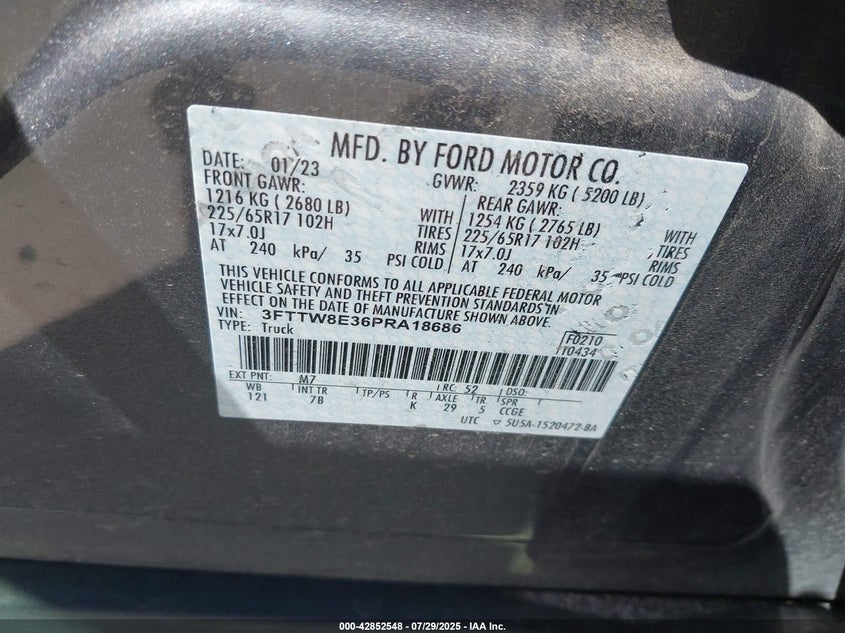 MFD. BY FORD MOTOR CO.
DATE: 01/23 GVWR: 2359 KG ( 5200 LB)
FRONT GAWR: REAR GAWR:
1216 KG ( 2680 LB) WITH 1254 KG ( 2765 LB) WITH
225/65R17 102H TIRES 225/65R17 102H TIRES
17x7.0J RIMS 17x7.0J RIMS
AT 240 kPa/ 35 PSI COLD AT 240 kPa/ 35 PSI COLD
THIS VEHICLE CONFORMS TO ALL APPLICABLE FEDERAL MOTOR
VEHICLE SAFETY AND THEFT PREVENTION STANDARDS IN
EFFECT ON THE DATE OF MANUFACTURE SHOWN ABOVE.
VIN: 3FTTW8E36PRA18686 F0210
TYPE: Truck T0434
EXT PNT: M7 RC: 52 DSO:
WB INT TR TP/PS R AXLE TR SPR
121 7B K 29 5 CCGE
UTC ▽ 5U5A-1520472-BA
000-42852548 | 07/29/2025 | IAA Inc.